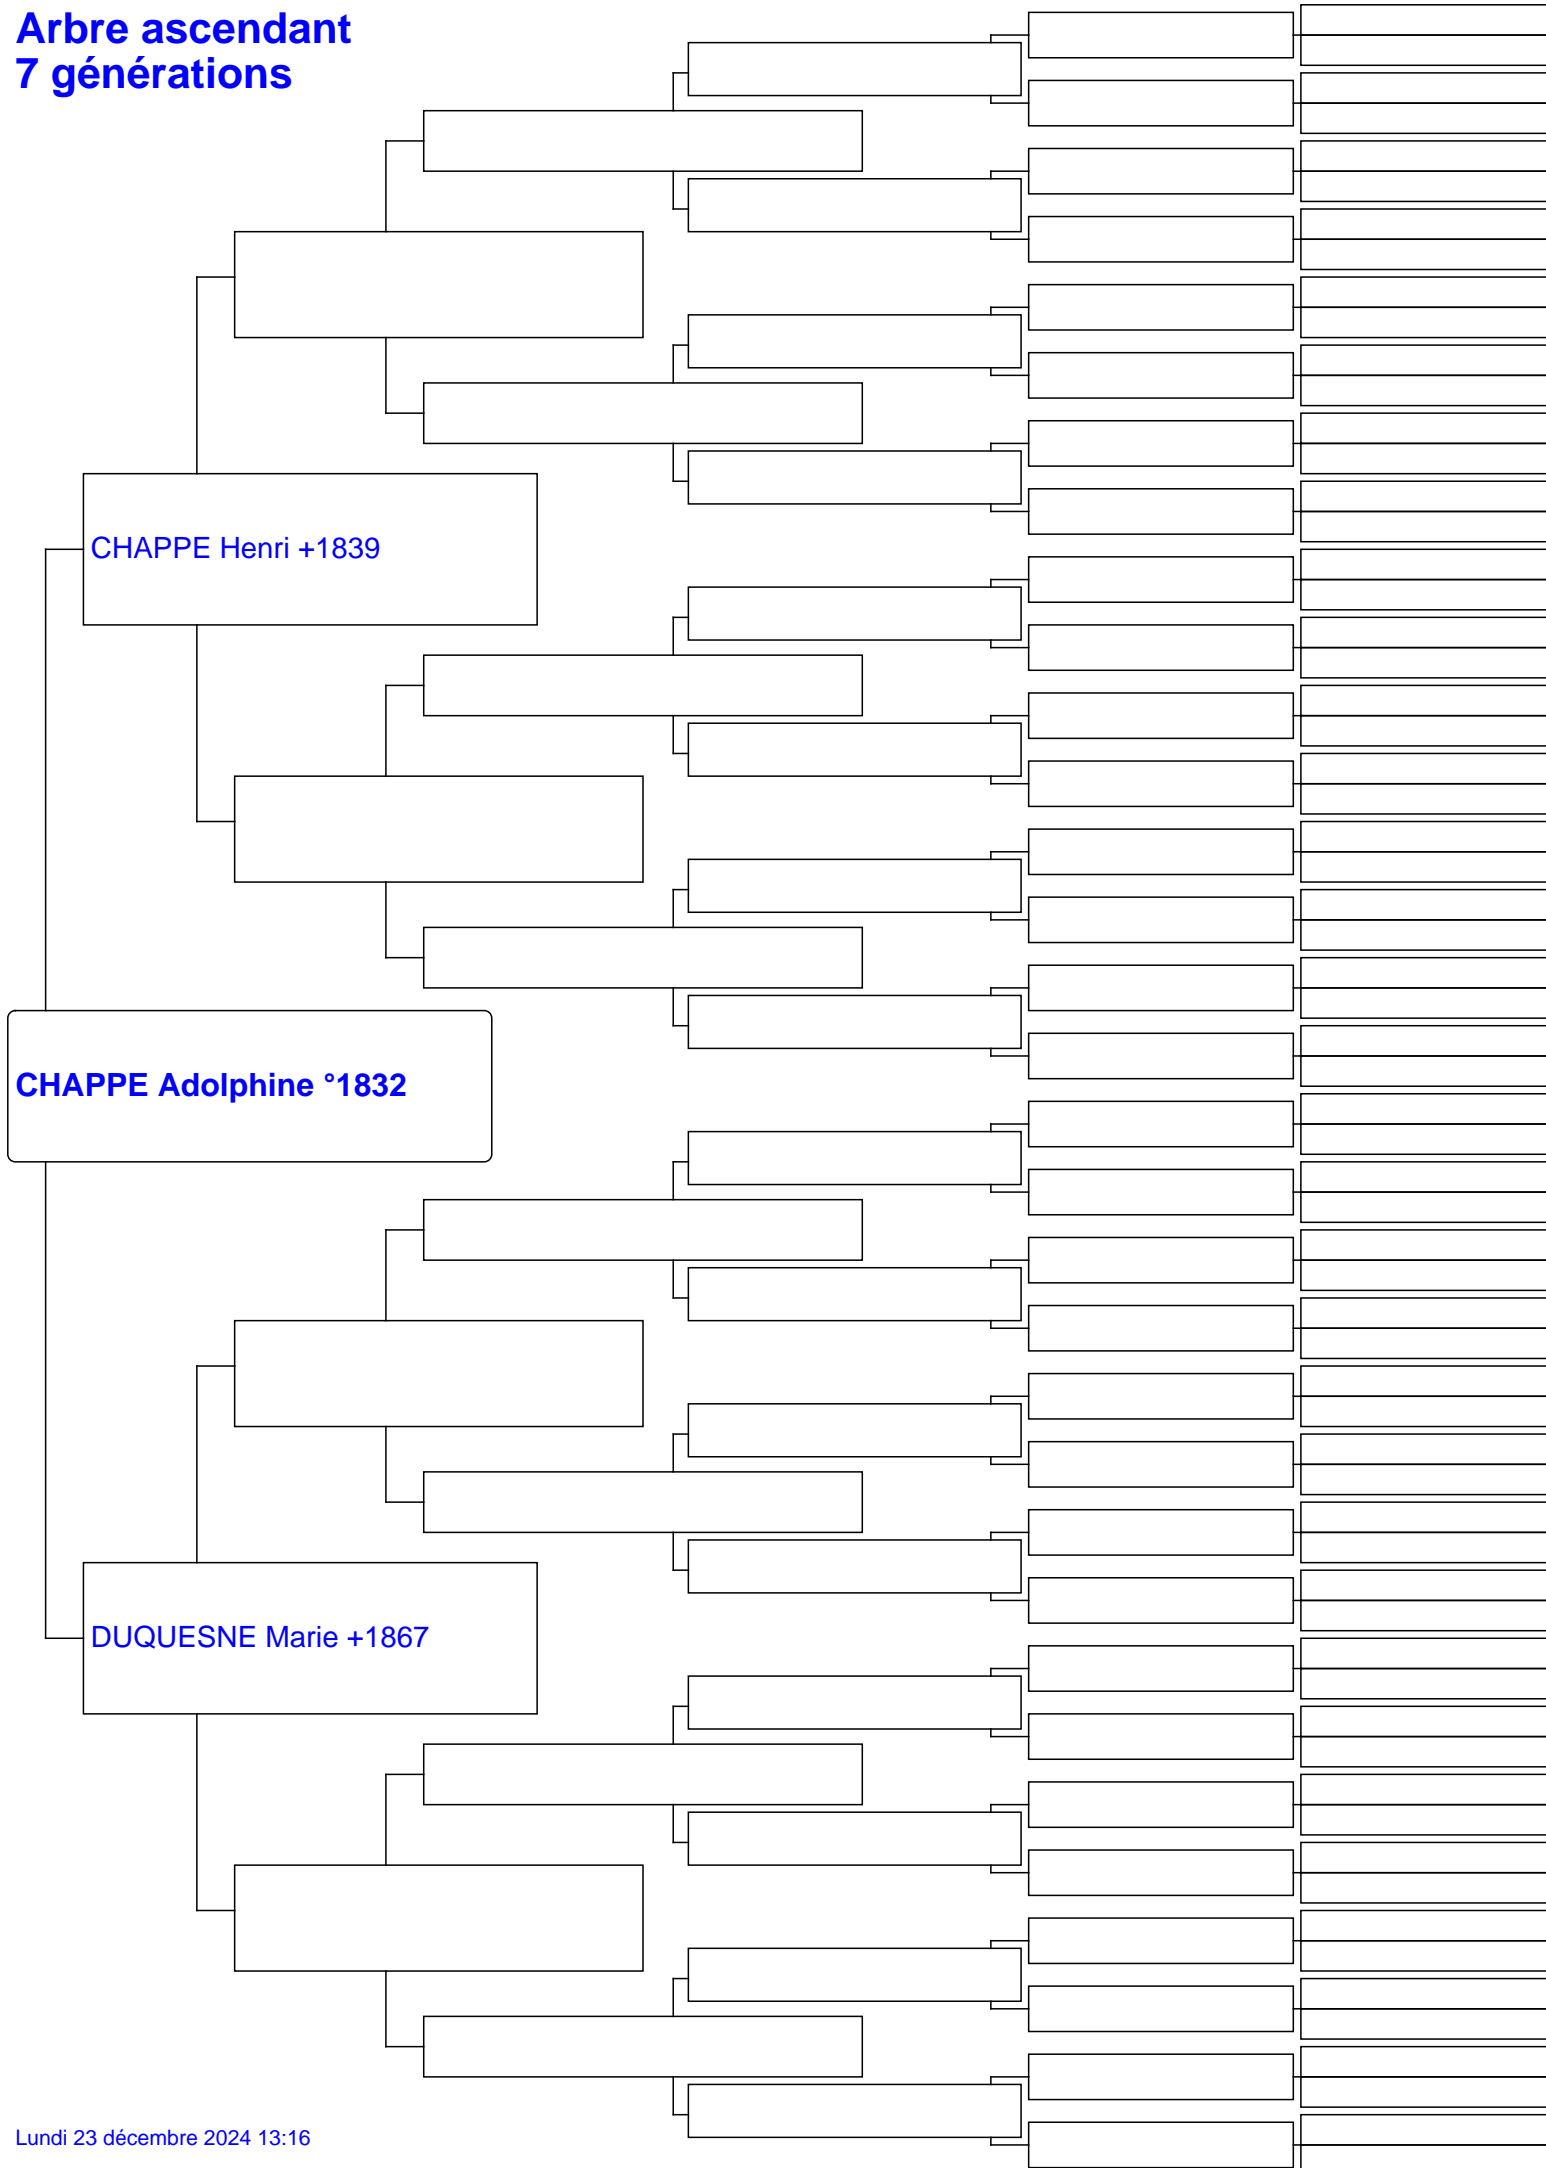 Arbre ascendant
7 générations
CHAPPE Henri +1839
CHAPPE Adolphine °1832
DUQUESNE Marie +1867
Lundi 23 décembre 2024 13:16